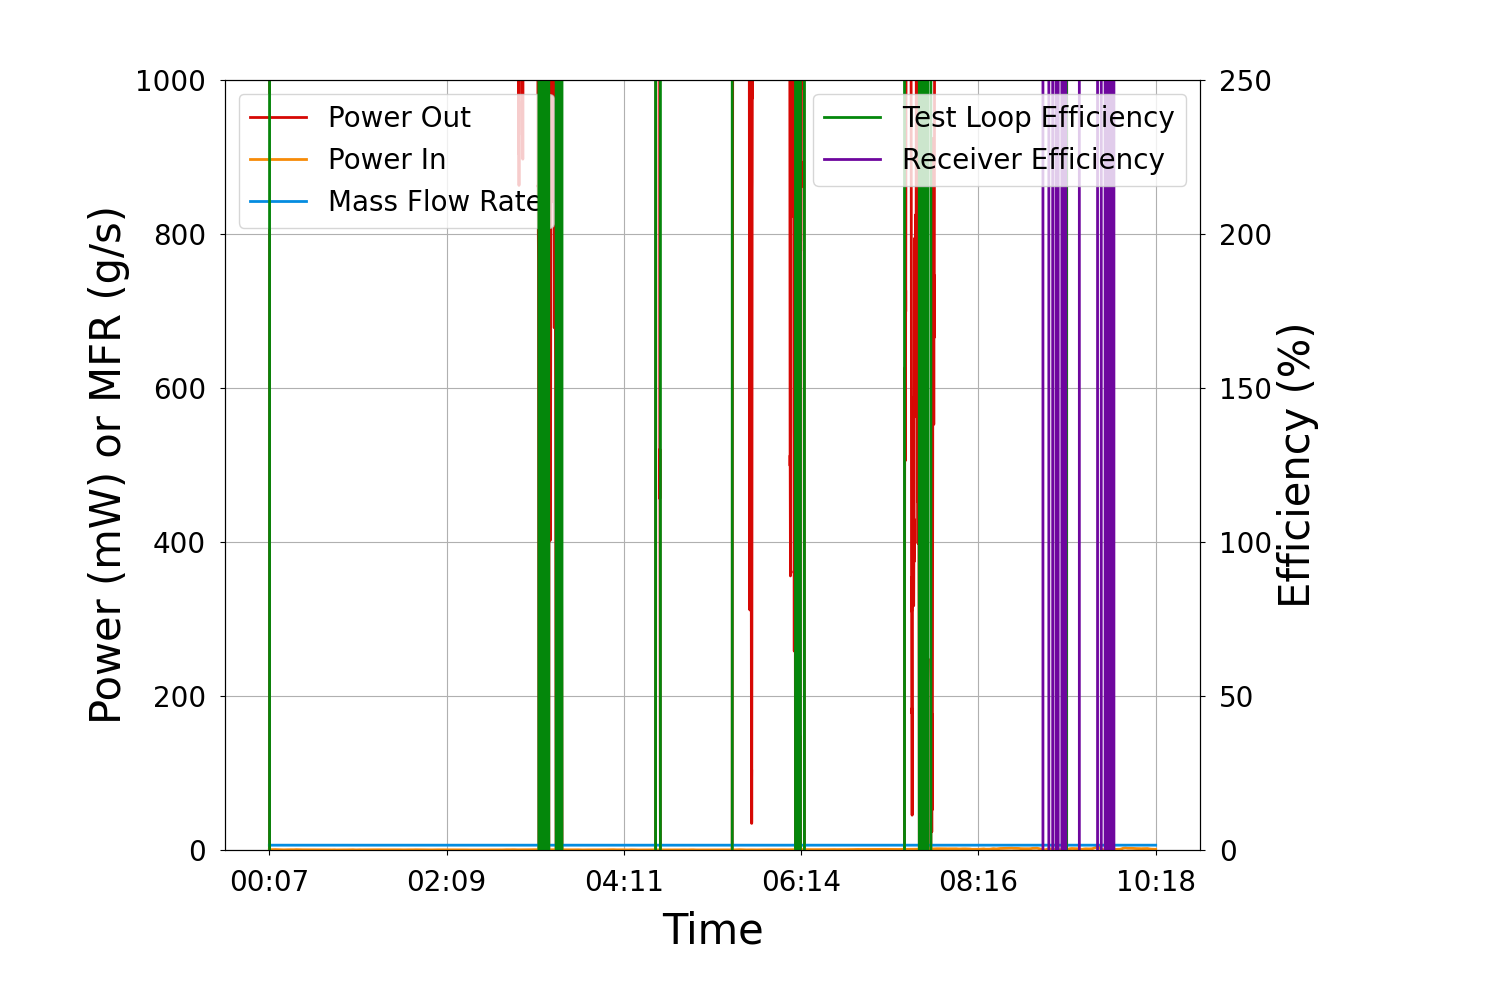 1000
800
600
400
200
0
Power (mW) or MFR (g/s)
Power Out
Power In
Mass Flow Rate
Test Loop Efficiency
Receiver Efficiency
250
200
150
100
50
0
Efficiency (%)
00:07 02:09 04:11 06:14 08:16 10:18
Time